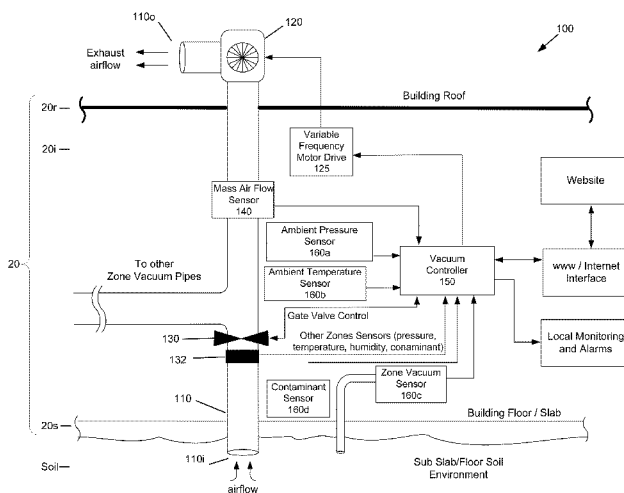 110o
120
100
Exhaust
airflow
20r
Building Roof
20i
Variable
Frequency
Motor Drive
125
Mass Air Flow
Sensor
140
Website
Ambient Pressure
Sensor
160a
Vacuum
Controller
150
www / Internet
Interface
20
To other
Zone Vacuum Pipes
Ambient Temperature
Sensor
160b
Gate Valve Control
130
Other Zones Sensors (pressure,
temperature, humidity, conaminant)
Local Monitoring
and Alarms
132
Zone Vacuum
Sensor
160c
110
Contaminant
Sensor
160d
Building Floor / Slab
20s
Soil
110i
Sub Slab/Floor Soil
Environment
airflow